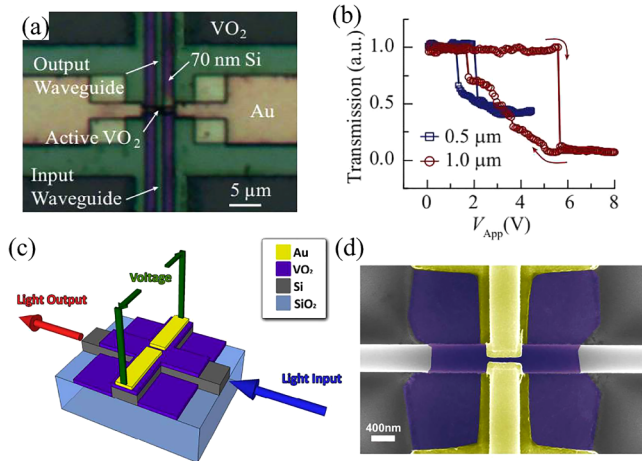 (a)
VO₂
Output
Waveguide
70 nm Si
Au
Active VO₂
Input
Waveguide
5 µm
(b)
Transmission (a.u.)
1.0
0.5
0.0
0.5 µm
1.0 µm
0 2 4 6 8
V_App(V)
(c)
Voltage
Light Output
Light Input
Au
VO₂
Si
SiO₂
(d)
400nm